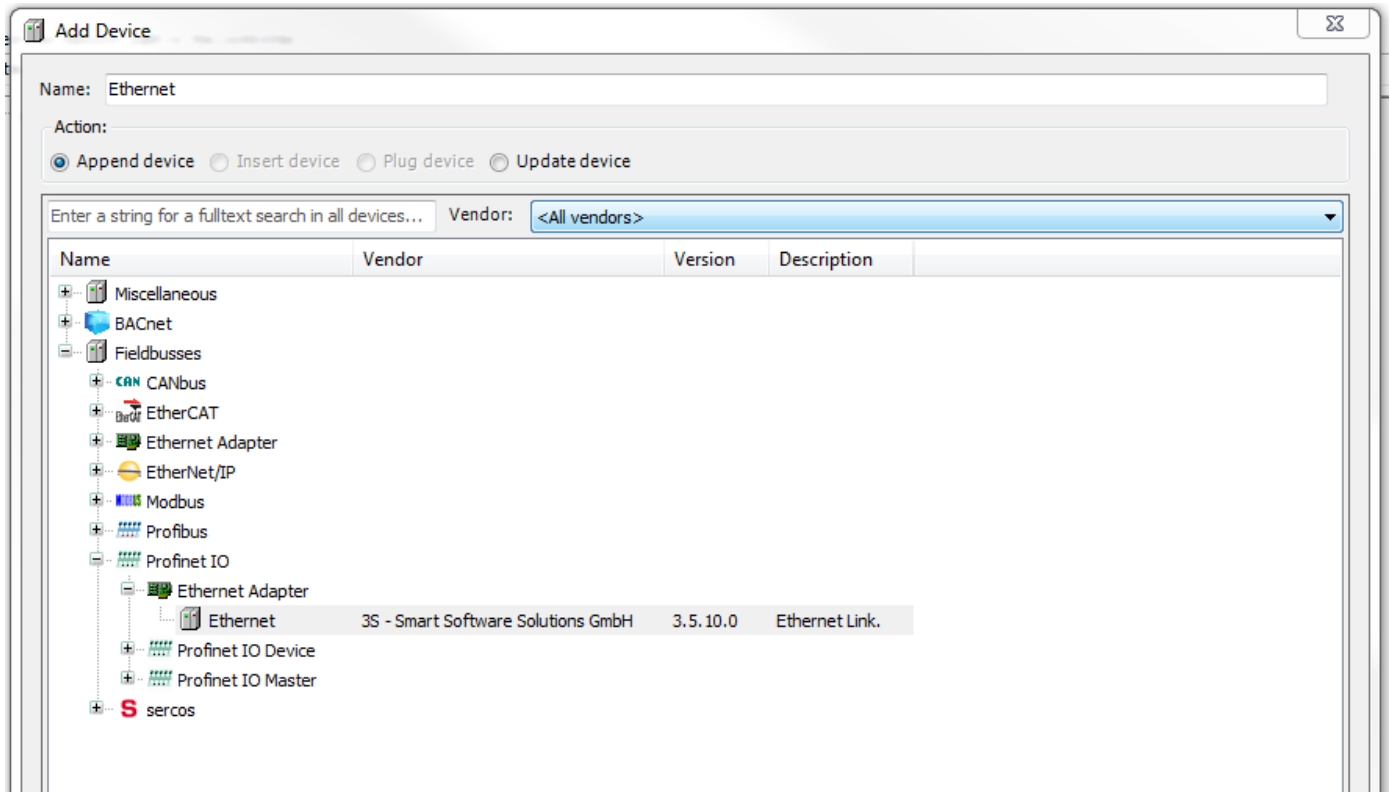 Add Device
Name: Ethernet
Action:
Append device Insert device Plug device Update device
Enter a string for a fulltext search in all devices... Vendor: <All vendors>
Name Vendor Version Description
Miscellaneous
BACnet
Fieldbusses
CAN CANbus
EtherCAT EtherCAT
Ethernet Adapter
EtherNet/IP
MODBUS Modbus
Profibus
Profinet IO
Ethernet Adapter
Ethernet 3S - Smart Software Solutions GmbH 3.5.10.0 Ethernet Link.
Profinet IO Device
Profinet IO Master
S sercos